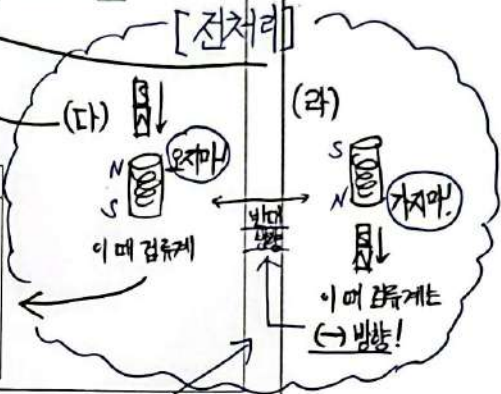 [전처리]
(다)
S
N
N
S
오지마!
이 때 검류계
반대
방향
(라)
S
N
가지마!
이 때 검류계는
(-) 방향!